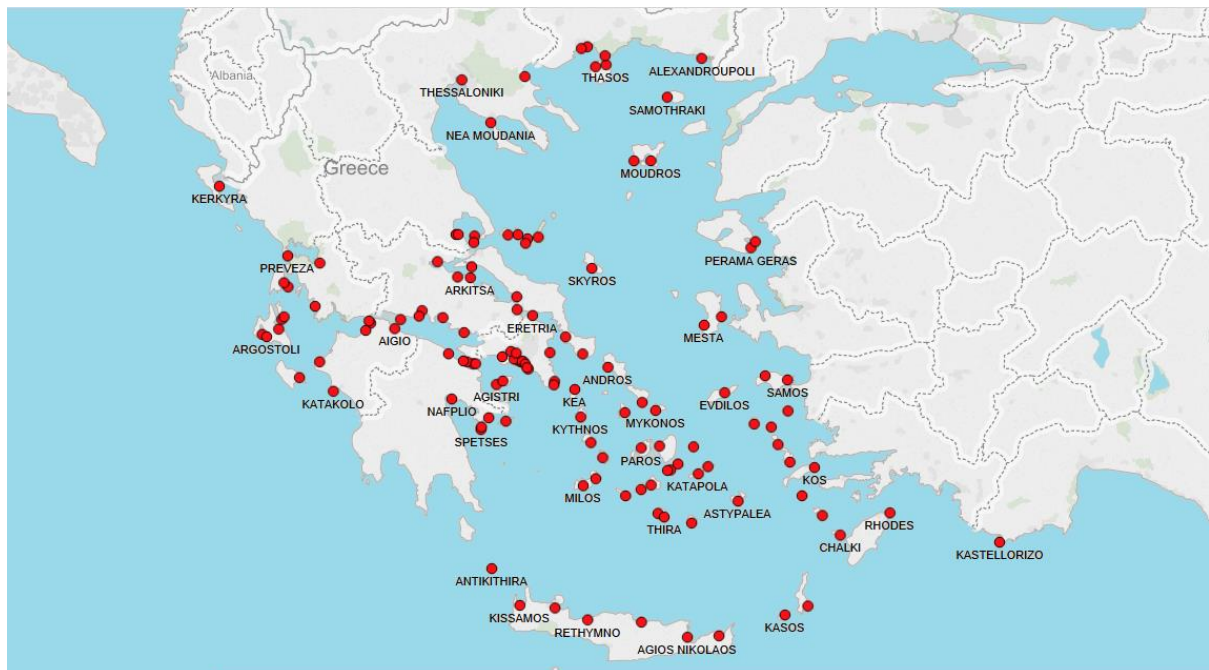 Albania
THASOS
ALEXANDROUPOLI
THESSALONIKI
SAMOTHRAKI
NEA MOUDANIA
Greece
MOUDROS
KERKYRA
PERAMA GERAS
PREVEZA
SKYROS
ARKITSA
ERETRIA
MESTA
ARGOSTOLI
AIGIO
ANDROS
SAMOS
AGISTRI
KEA
EVDILOS
KATAKOLO
NAFPLIO
MYKONOS
KYTHNOS
SPETSES
PAROS
KATAPOLA
KOS
MILOS
ASTYPALEA
THIRA
RHODES
CHALKI
KASTELLORIZO
ANTIKITHIRA
KISSAMOS
RETHYMNO
KASOS
AGIOS NIKOLAOS